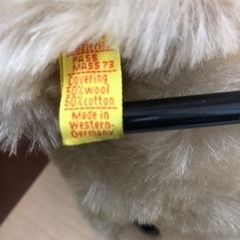 PASS
MASS 73
Covering
50% wool
50% cotton
Made in
Western-
Germany